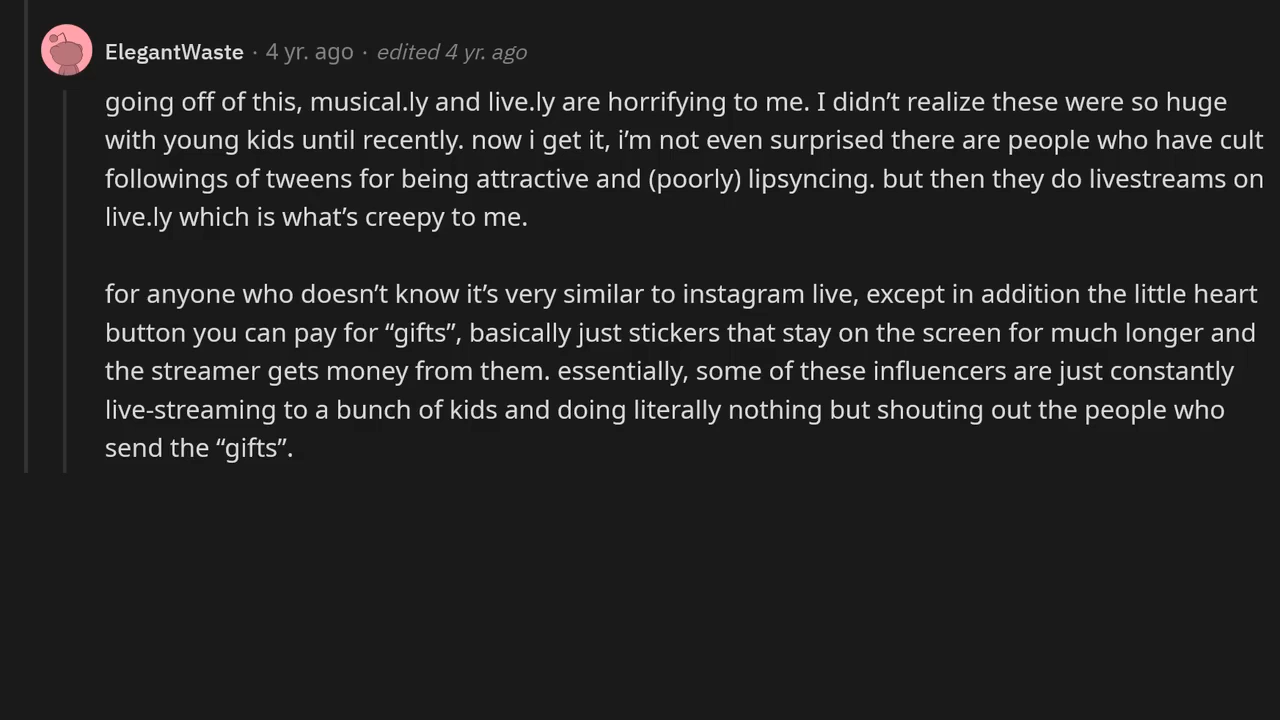 ElegantWaste · 4 yr. ago · edited 4 yr. ago
going off of this, musical.ly and live.ly are horrifying to me. I didn’t realize these were so huge
with young kids until recently. now i get it, i’m not even surprised there are people who have cult
followings of tweens for being attractive and (poorly) lipsyncing. but then they do livestreams on
live.ly which is what’s creepy to me.
for anyone who doesn’t know it’s very similar to instagram live, except in addition the little heart
button you can pay for “gifts”, basically just stickers that stay on the screen for much longer and
the streamer gets money from them. essentially, some of these influencers are just constantly
live-streaming to a bunch of kids and doing literally nothing but shouting out the people who
send the “gifts”.